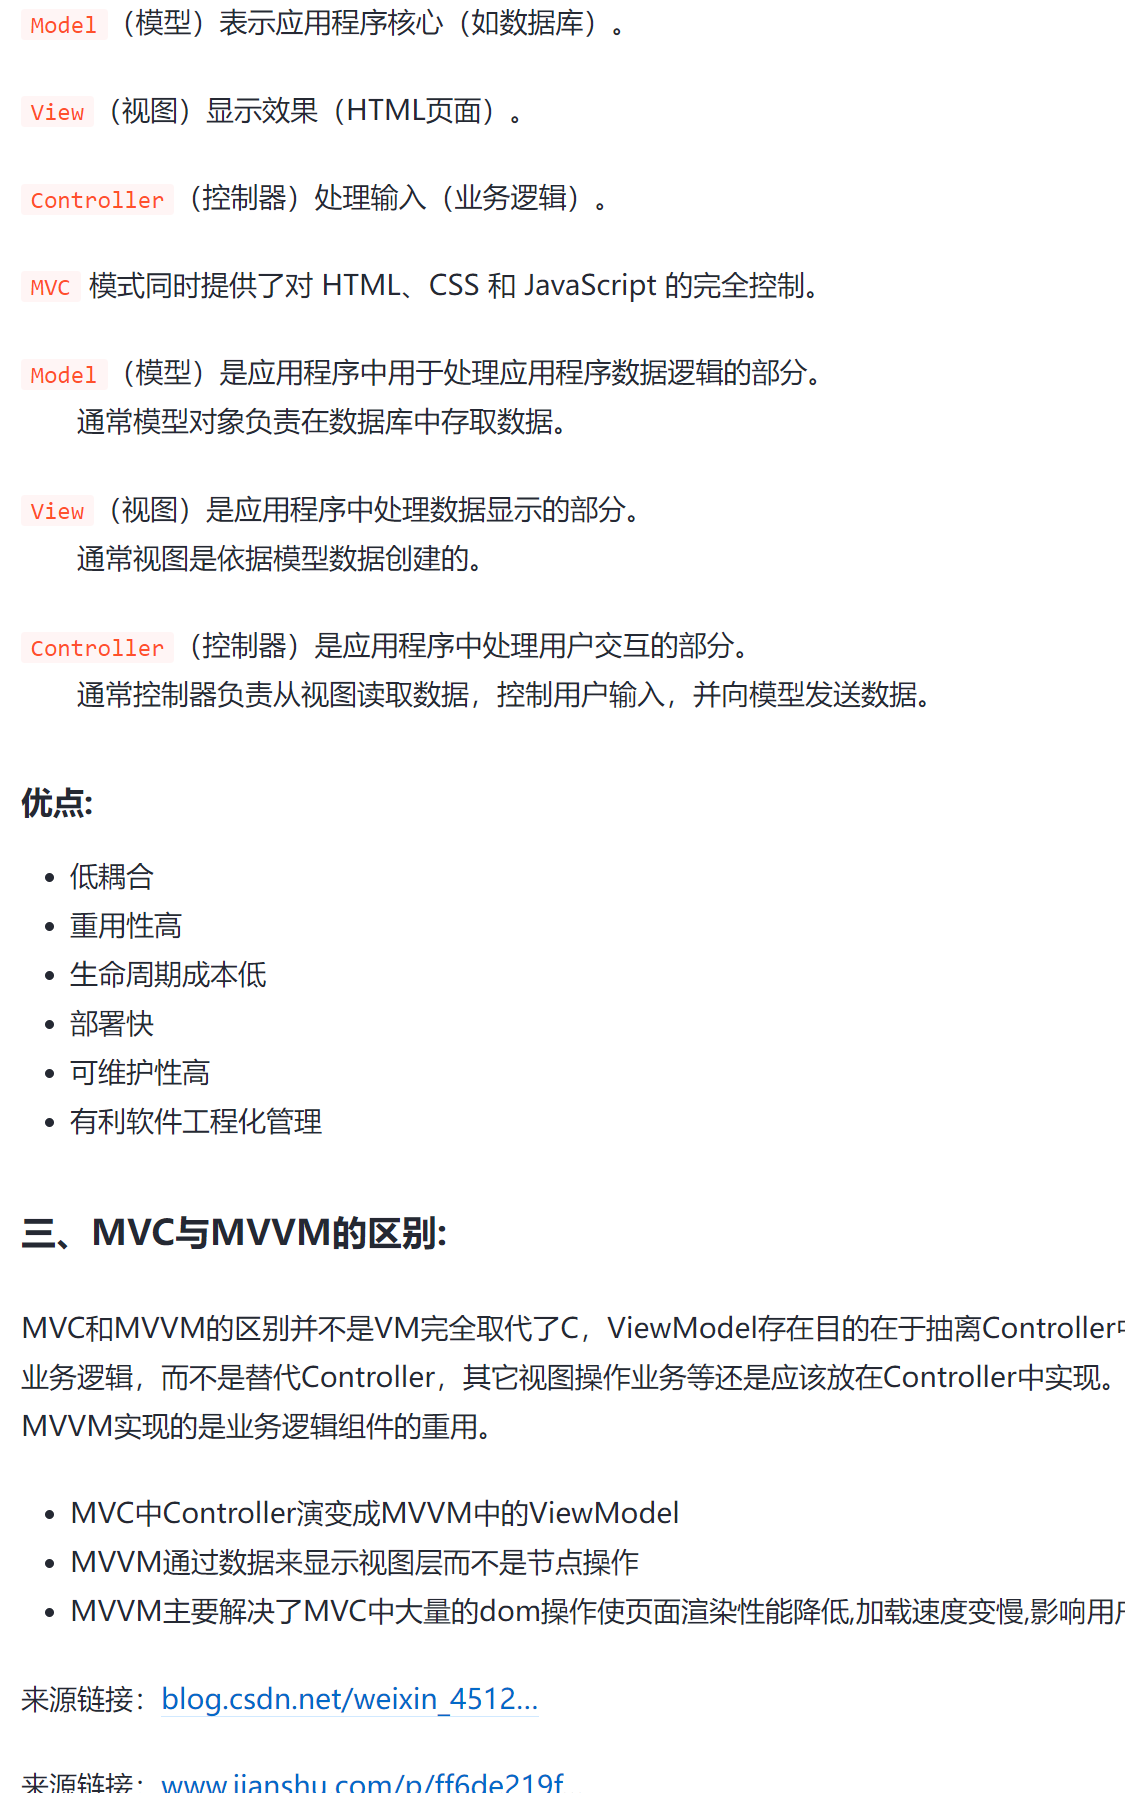 Model（模型）表示应用程序核心（如数据库）。
View（视图）显示效果（HTML页面）。
Controller（控制器）处理输入（业务逻辑）。
MVC 模式同时提供了对 HTML、CSS 和 JavaScript 的完全控制。
Model（模型）是应用程序中用于处理应用程序数据逻辑的部分。
通常模型对象负责在数据库中存取数据。
View（视图）是应用程序中处理数据显示的部分。
通常视图是依据模型数据创建的。
Controller（控制器）是应用程序中处理用户交互的部分。
通常控制器负责从视图读取数据，控制用户输入，并向模型发送数据。
优点:
• 低耦合
• 重用性高
• 生命周期成本低
• 部署快
• 可维护性高
• 有利软件工程化管理
三、MVC与MVVM的区别:
MVC和MVVM的区别并不是VM完全取代了C，ViewModel存在目的在于抽离Controller
业务逻辑，而不是替代Controller，其它视图操作业务等还是应该放在Controller中实现。
MVVM实现的是业务逻辑组件的重用。
• MVC中Controller演变成MVVM中的ViewModel
• MVVM通过数据来显示视图层而不是节点操作
• MVVM主要解决了MVC中大量的dom操作使页面渲染性能降低,加载速度变慢,影响用
来源链接：blog.csdn.net/weixin_4512...
来源链接：www.jianshu.com/p/ff6de219f